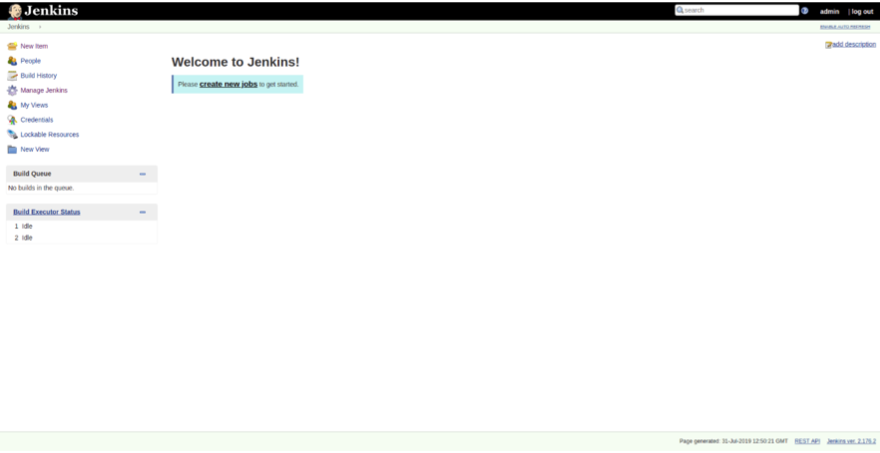 Jenkins
search
admin
| log out
Jenkins
ENABLE AUTO REFRESH
New Item
People
Build History
Manage Jenkins
My Views
Credentials
Lockable Resources
New View
Build Queue
No builds in the queue.
Build Executor Status
1 Idle
2 Idle
add description
Welcome to Jenkins!
Please create new jobs to get started.
Page generated: 31-Jul-2019 12:50:21 GMT
REST API
Jenkins ver. 2.176.2